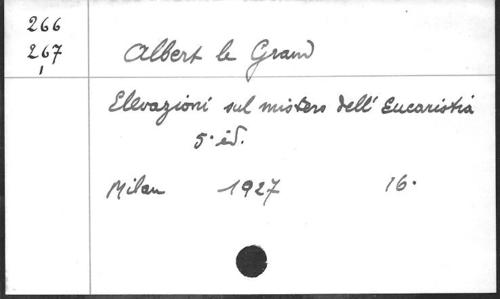 266
267
1
Albert le Grand
Elevazioni sul mistero dell' Eucaristia
5. éd.
Milan 1927 16.